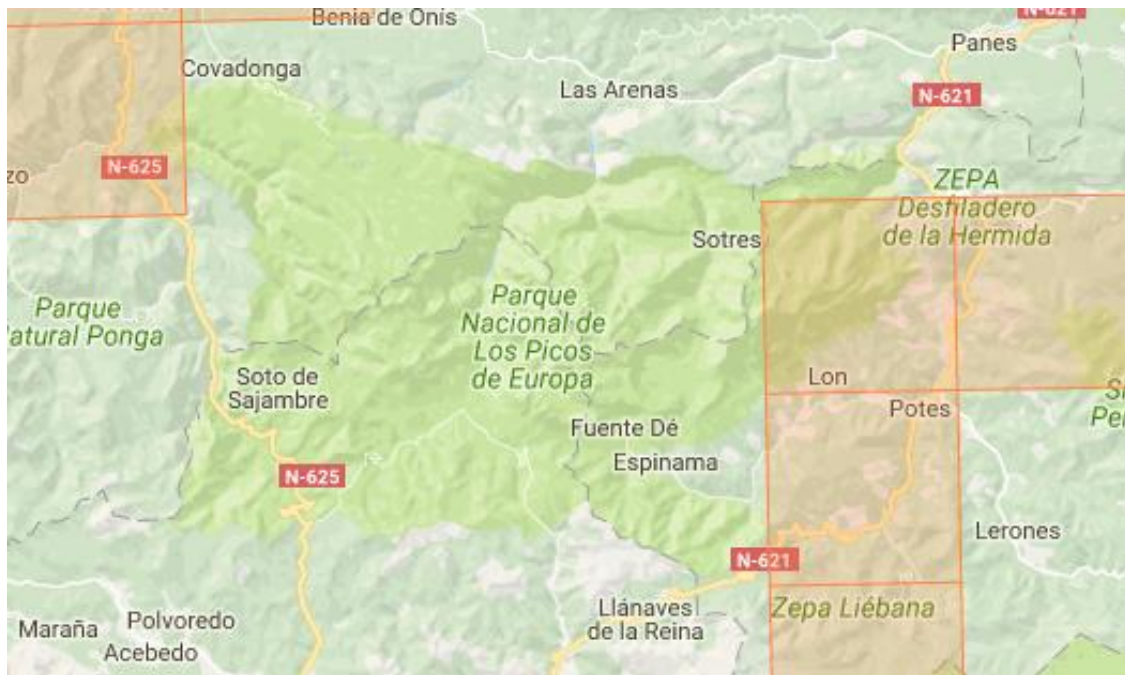 N-621
Benia de Onís
Panes
Covadonga
Las Arenas
N-621
N-625
zo
ZEPA
Desfiladero
de la Hermida
Sotres
Parque
Nacional de
Los Picos
de Europa
Parque
atural Ponga
Soto de
Sajambre
Lon
Potes
Fuente Dé
Espinama
N-625
Lerones
N-621
Llánaves
de la Reina
Zepa Liébana
Polvoredo
Maraña
Acebedo